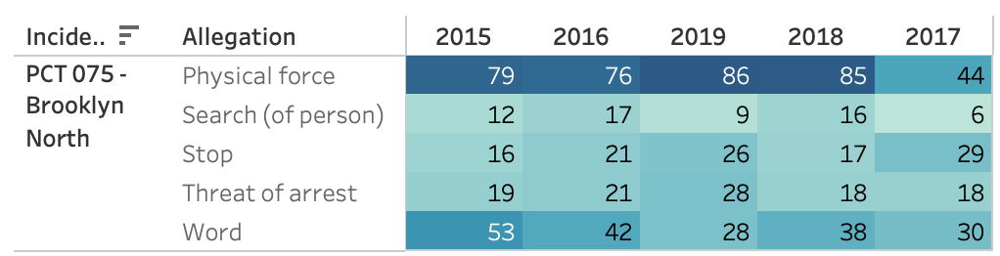 Incide.. Allegation 2015 2016 2019 2018 2017
PCT 075 - Physical force 79 76 86 85 44
Brooklyn Search (of person) 12 17 9 16 6
North Stop 16 21 26 17 29
Threat of arrest 19 21 28 18 18
Word 53 42 28 38 30